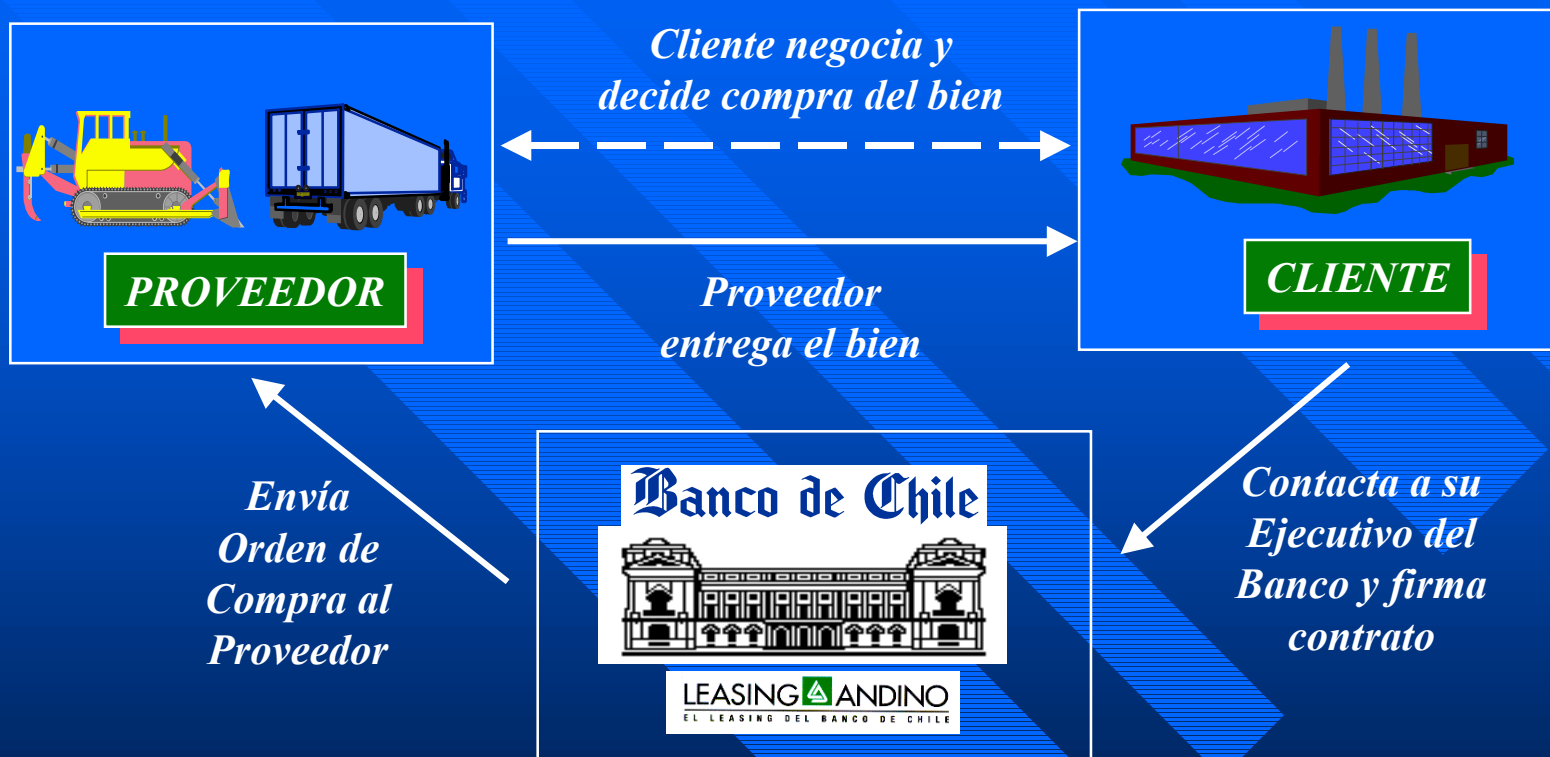 Cliente negocia y
decide compra del bien
PROVEEDOR
CLIENTE
Proveedor
entrega el bien
Envía
Orden de
Compra al
Proveedor
Banco de Chile
LEASING ANDINO
EL LEASING DEL BANCO DE CHILE
Contacta a su
Ejecutivo del
Banco y firma
contrato